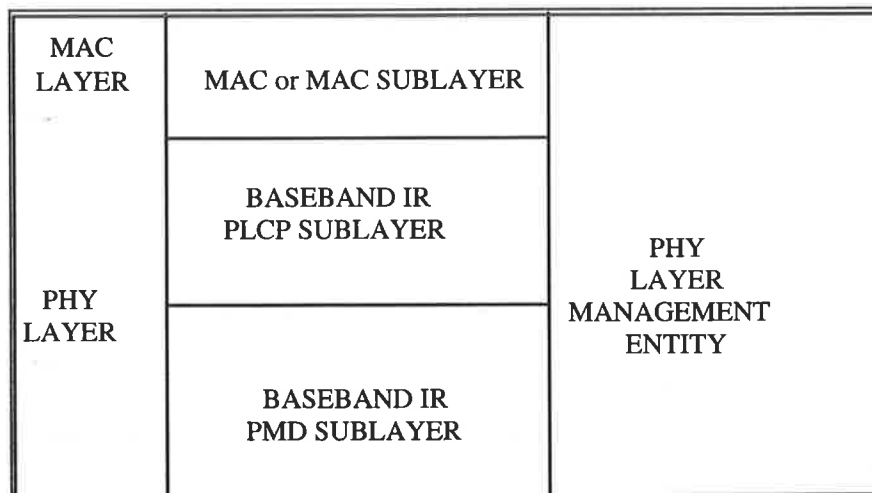 MAC
LAYER
MAC or MAC SUBLAYER
BASEBAND IR
PLCP SUBLAYER
PHY
LAYER
BASEBAND IR
PMD SUBLAYER
PHY
LAYER
MANAGEMENT
ENTITY